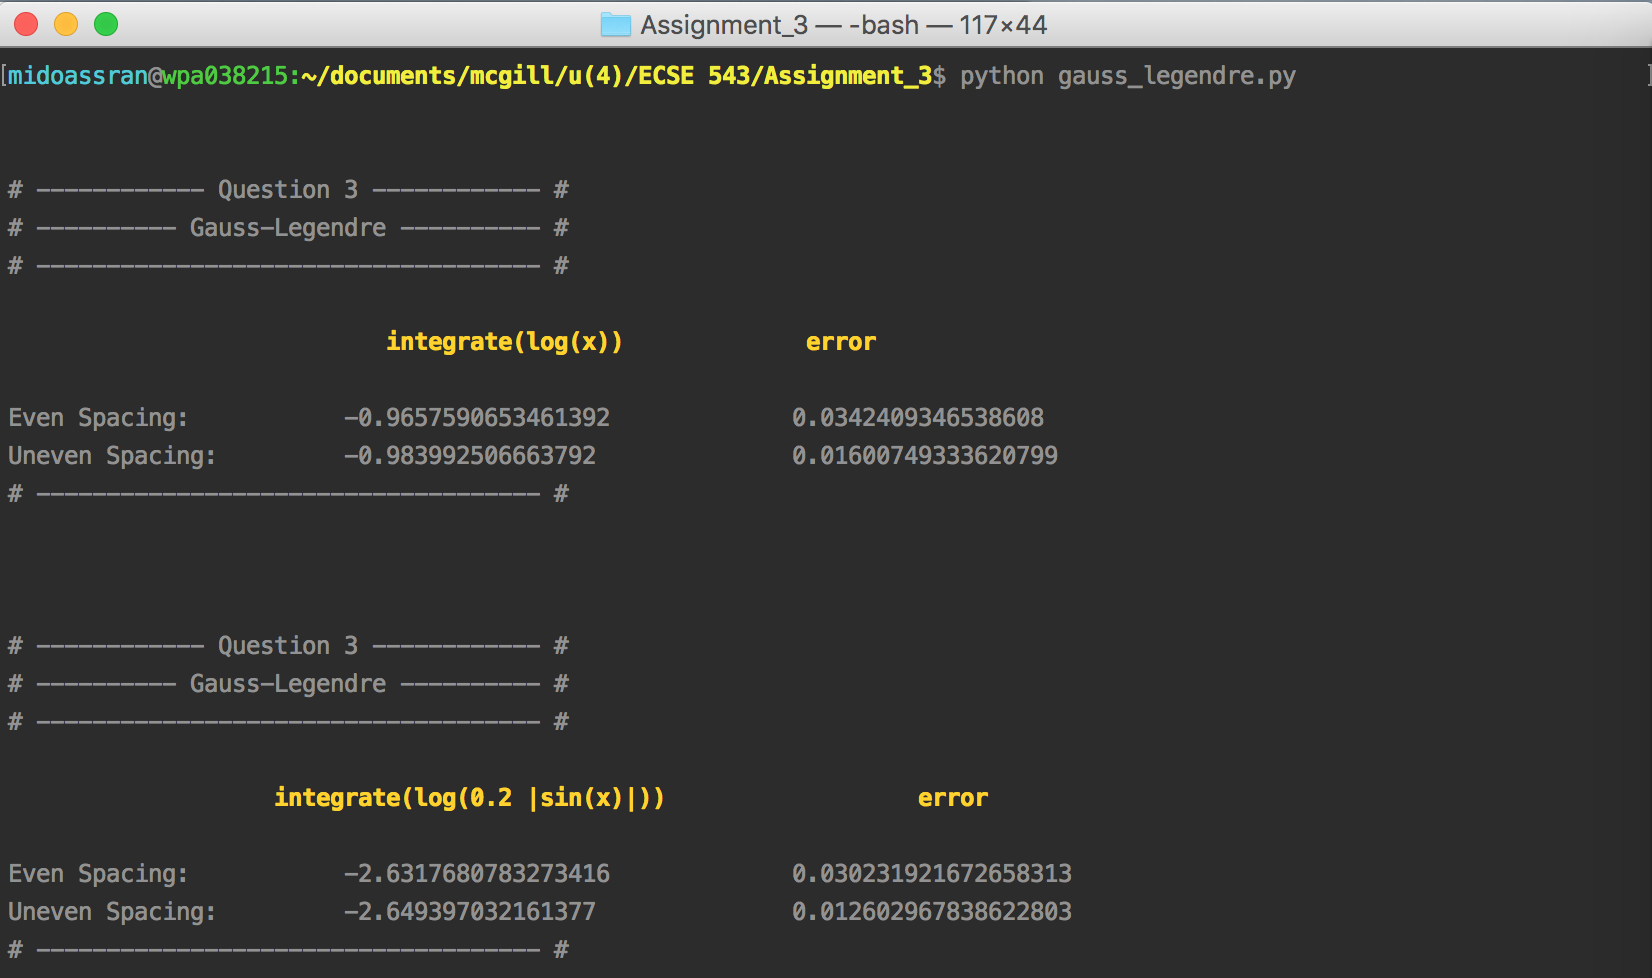 Assignment_3 — -bash — 117×44
[midoassran@wpa038215:~/documents/mcgill/u(4)/ECSE 543/Assignment_3$ python gauss_legendre.py ]
# ------------ Question 3 ------------ #
# ---------- Gauss-Legendre ---------- #
# ------------------------------------ #
integrate(log(x)) error
Even Spacing: -0.9657590653461392 0.0342409346538608
Uneven Spacing: -0.983992506663792 0.01600749333620799
# ------------------------------------ #
# ------------ Question 3 ------------ #
# ---------- Gauss-Legendre ---------- #
# ------------------------------------ #
integrate(log(0.2 |sin(x)|)) error
Even Spacing: -2.6317680783273416 0.030231921672658313
Uneven Spacing: -2.649397032161377 0.012602967838622803
# ------------------------------------ #